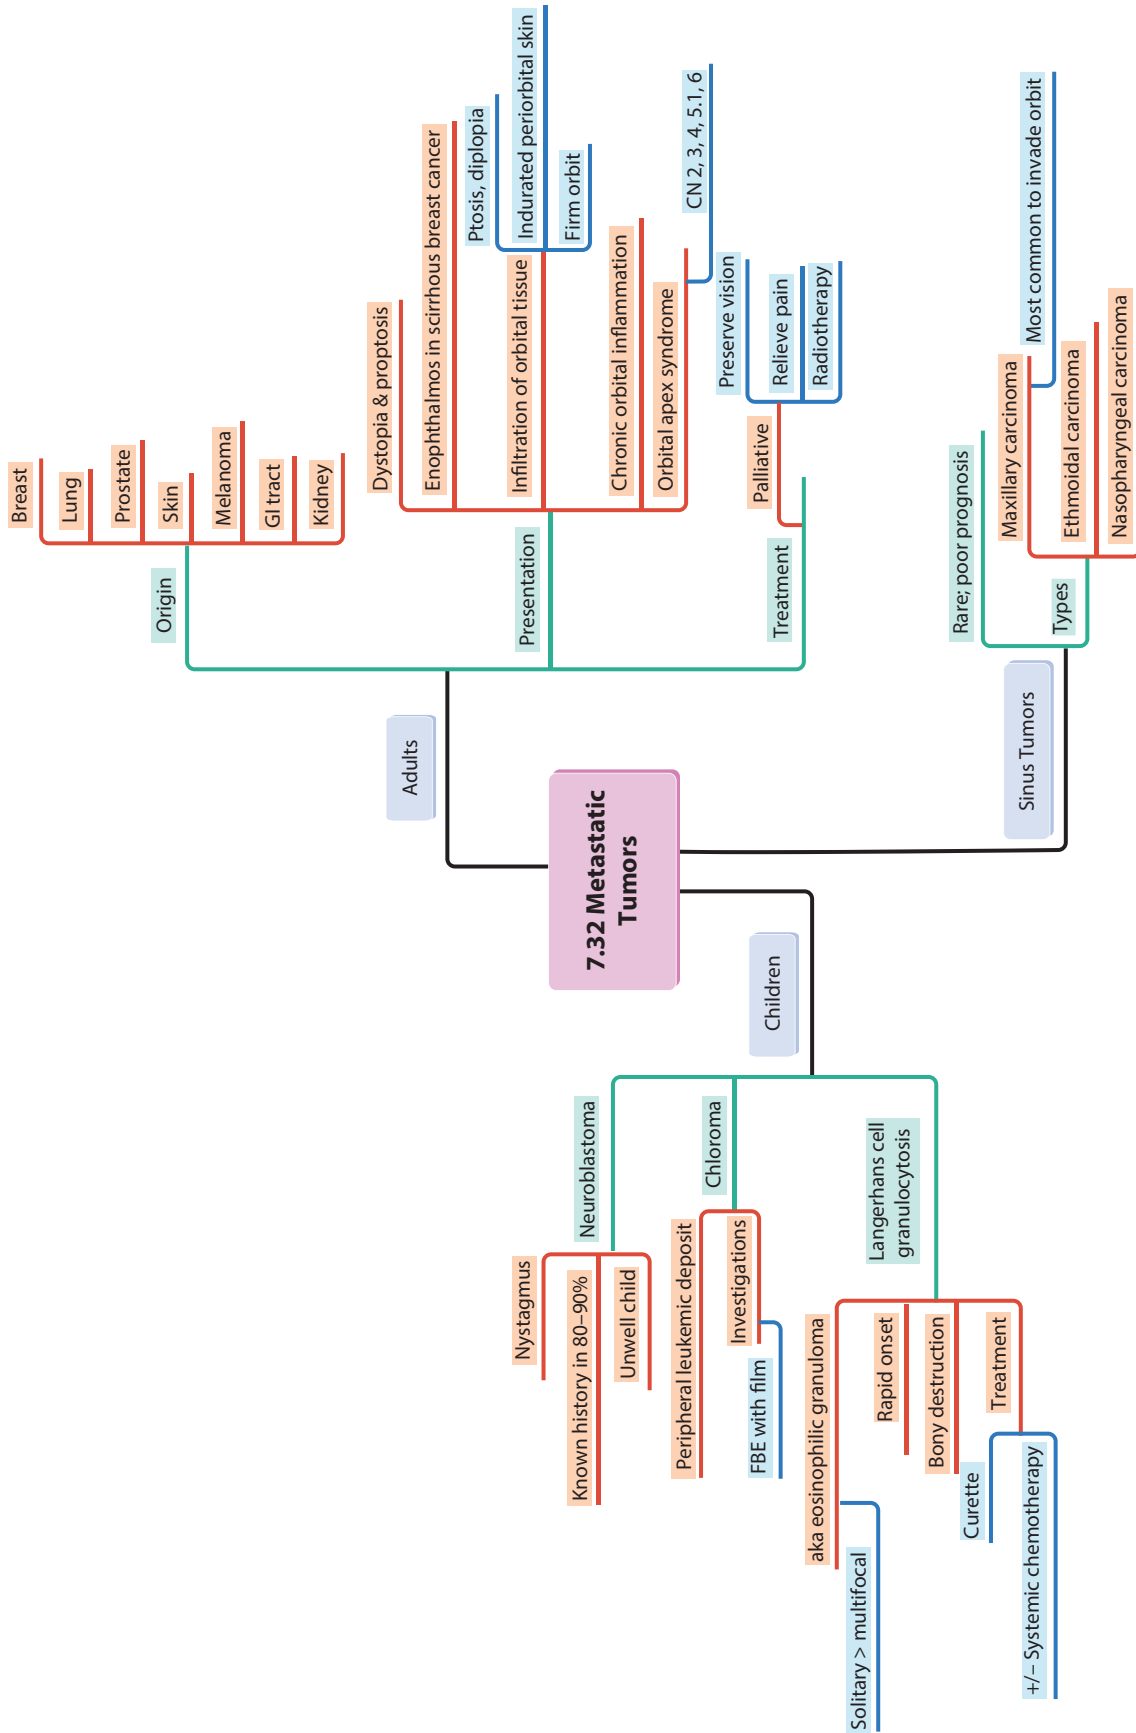 7.32 Metastatic
Tumors
Adults
Origin
Breast
Lung
Prostate
Skin
Melanoma
GI tract
Kidney
Presentation
Dystopia & proptosis
Enophthalmos in scirrhous breast cancer
Infiltration of orbital tissue
Ptosis, diplopia
Indurated periorbital skin
Firm orbit
Chronic orbital inflammation
Orbital apex syndrome
CN 2, 3, 4, 5.1, 6
Treatment
Palliative
Preserve vision
Relieve pain
Radiotherapy
Sinus Tumors
Rare; poor prognosis
Types
Maxillary carcinoma
Most common to invade orbit
Ethmoidal carcinoma
Nasopharyngeal carcinoma
Children
Neuroblastoma
Nystagmus
Known history in 80–90%
Unwell child
Chloroma
Peripheral leukemic deposit
Investigations
FBE with film
Langerhans cell
granulocytosis
aka eosinophilic granuloma
Solitary > multifocal
Rapid onset
Bony destruction
Treatment
Curette
+/– Systemic chemotherapy